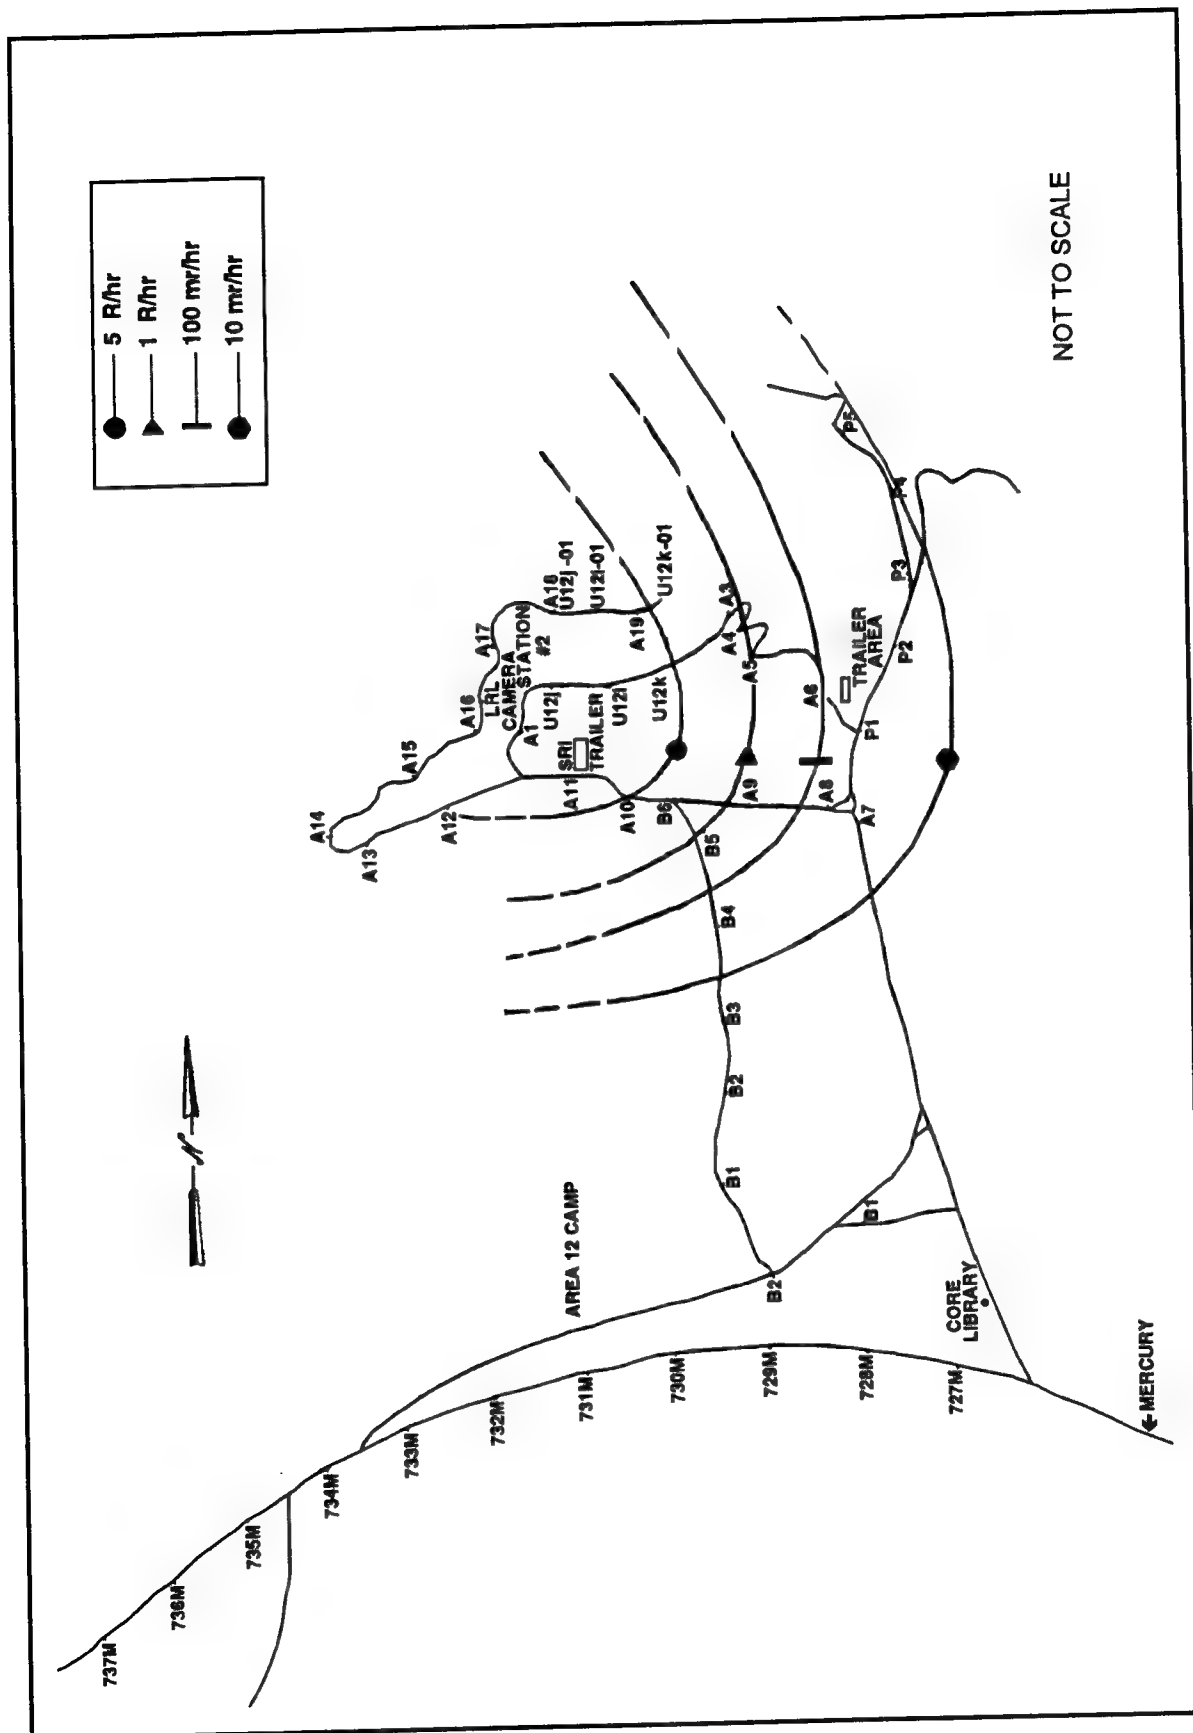 5 R/hr
1 R/hr
100 mr/hr
10 mr/hr
NOT TO SCALE
N
A14
A13
A15
A12
A16
A17
LRL
CAMERA
STATION
#2
A18
U12j-01
U12i-01
U12k-01
A19
A1
U12j
U12i
U12k
SRI
TRAILER
A11
A10
A3
A4
A5
A6
TRAILER
AREA
A9
A8
A7
B6
B5
B4
B3
B2
B1
P1
P2
P3
P4
P5
AREA 12 CAMP
B1
B2
CORE
LIBRARY
MERCURY
737M
736M
735M
734M
733M
732M
731M
730M
729M
728M
727M